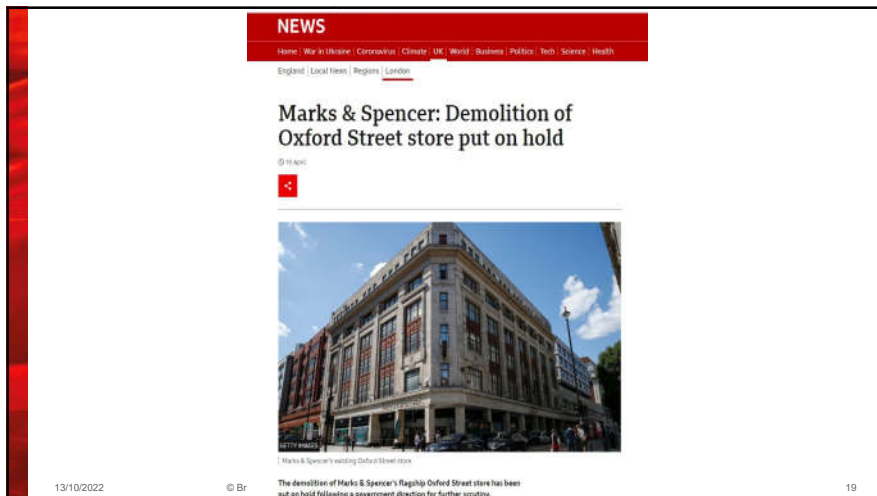 NEWS
Home | War in Ukraine | Coronavirus | Climate | UK | World | Business | Politics | Tech | Science | Health
England | Local News | Regions | London
Marks & Spencer: Demolition of
Oxford Street store put on hold
19 April
GETTY IMAGES
Marks & Spencer's existing Oxford Street store
The demolition of Marks & Spencer's flagship Oxford Street store has been
put on hold following a government direction for further scrutiny.
13/10/2022
© Br
19